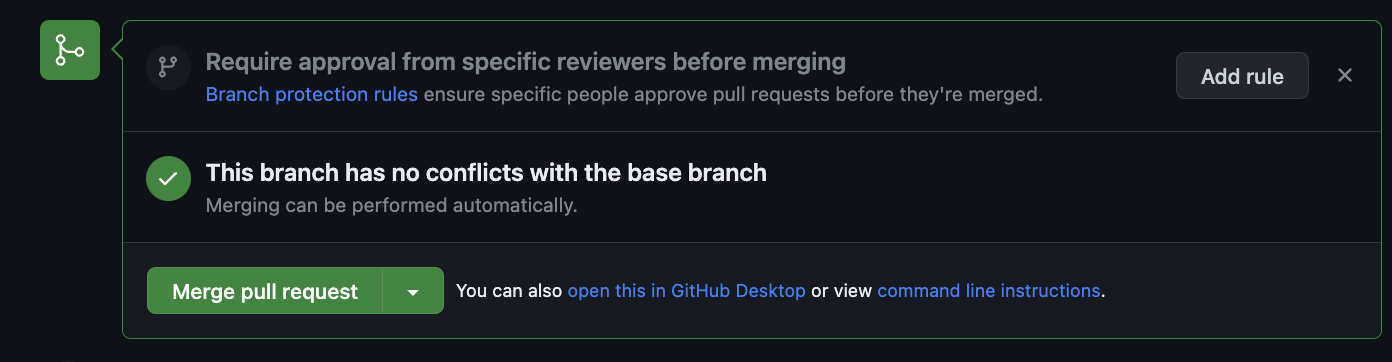 Require approval from specific reviewers before merging
Add rule
Branch protection rules ensure specific people approve pull requests before they're merged.
This branch has no conflicts with the base branch
Merging can be performed automatically.
Merge pull request
You can also open this in GitHub Desktop or view command line instructions.